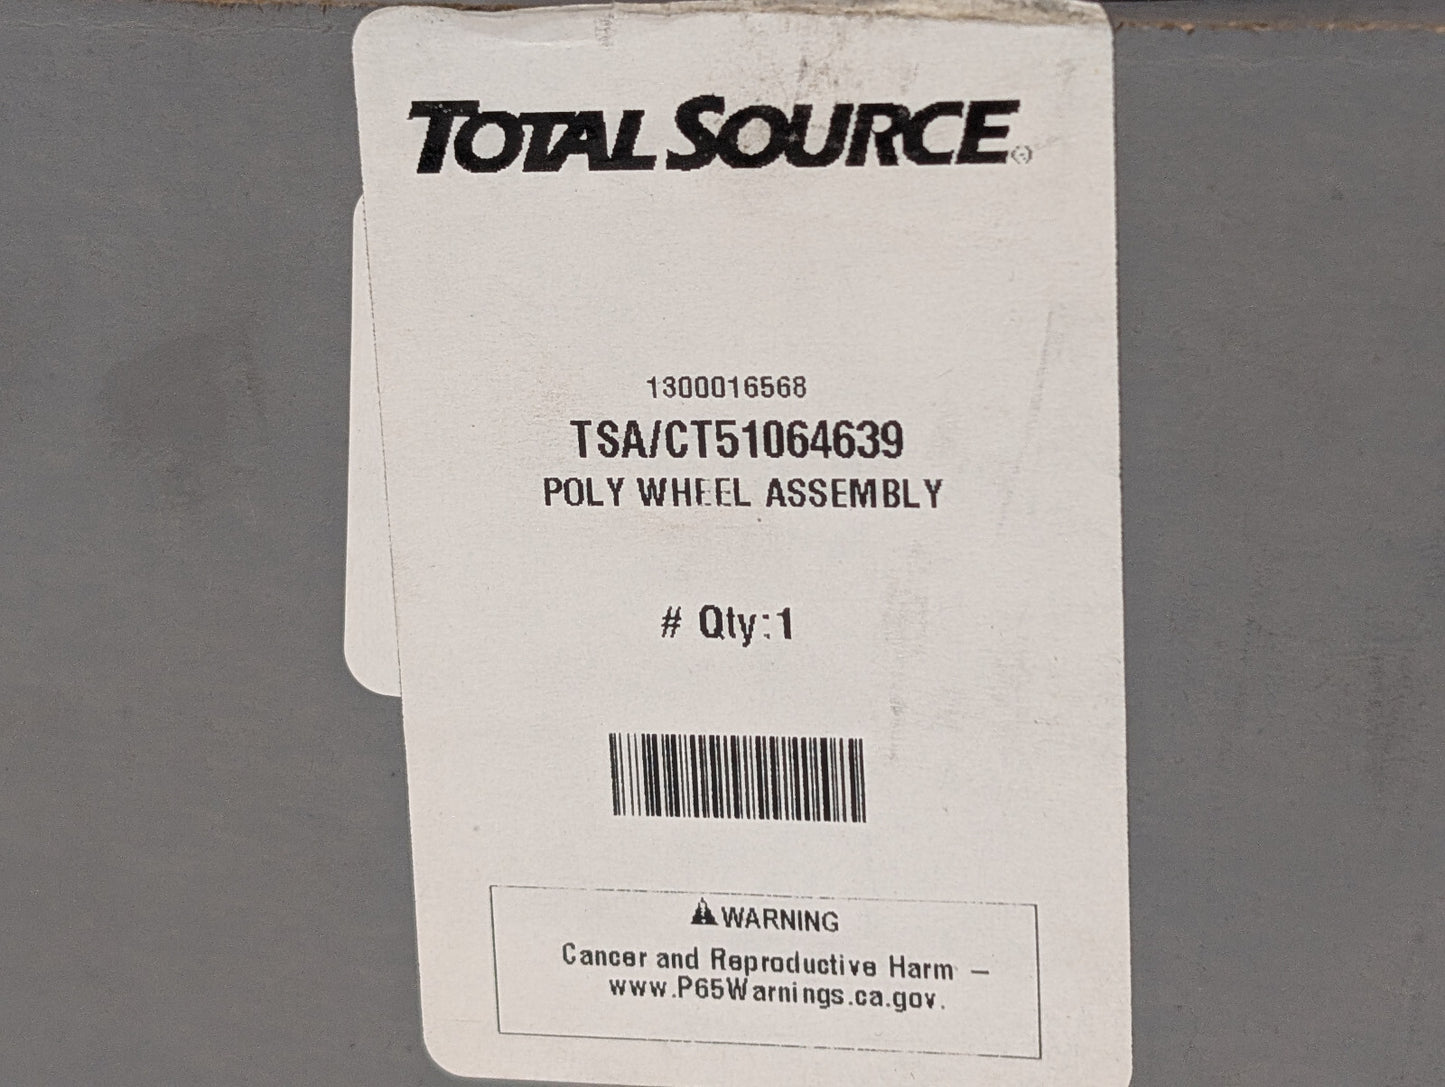 TOTAL SOURCE
1300016568
TSA/CT51064639
POLY WHEEL ASSEMBLY
# Qty:1
WARNING
Cancer and Reproductive Harm –
www.P65Warnings.ca.gov.